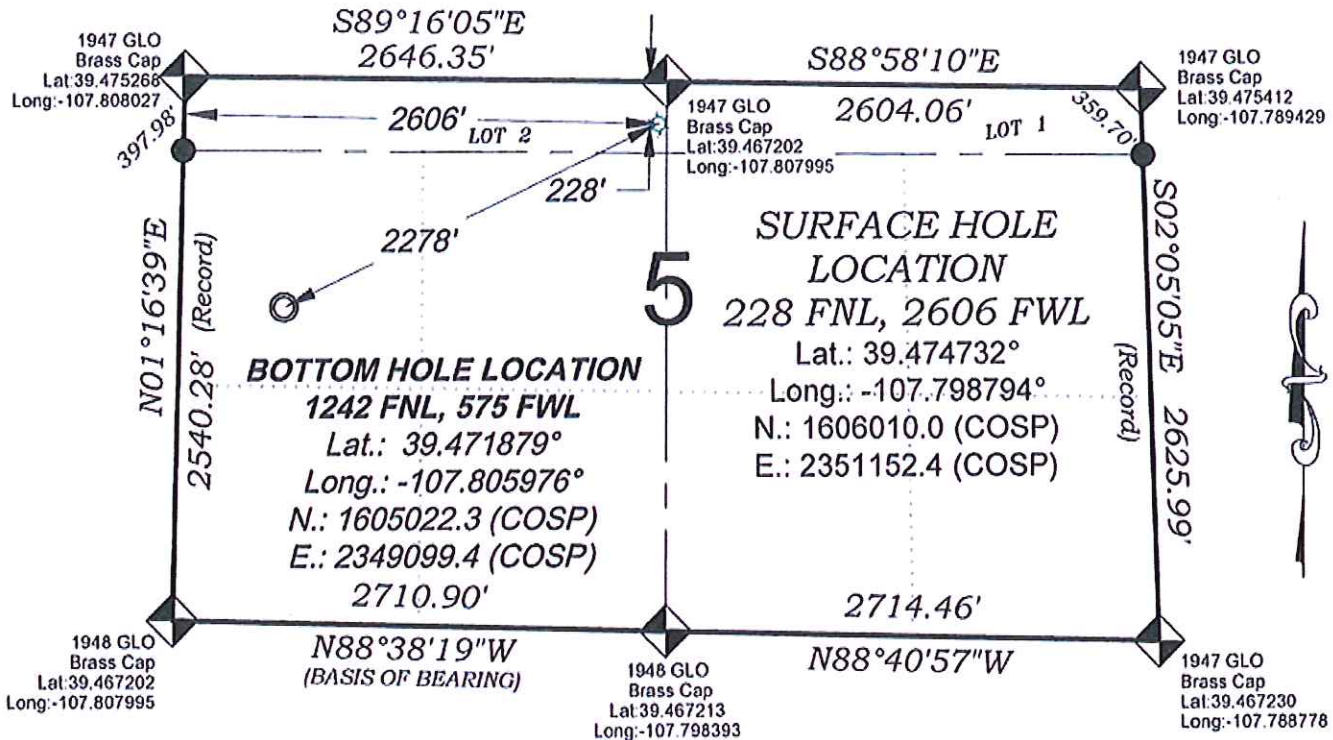 S89°16'05"E
2646.35'
1947 GLO
Brass Cap
Lat:39.475268
Long:-107.808027
S88°58'10"E
2604.06'
1947 GLO
Brass Cap
Lat:39.475412
Long:-107.789429
397.98'
2606'
LOT 2
1947 GLO
Brass Cap
Lat:39.467202
Long:-107.807995
LOT 1
359.70'
228'
2278'
5
SURFACE HOLE
LOCATION
228 FNL, 2606 FWL
Lat.: 39.474732°
Long.: -107.798794°
N.: 1606010.0 (COSP)
E.: 2351152.4 (COSP)
N01°16'39"E
2540.28' (Record)
S02°05'05"E 2625.99'
(Record)
BOTTOM HOLE LOCATION
1242 FNL, 575 FWL
Lat.: 39.471879°
Long.: -107.805976°
N.: 1605022.3 (COSP)
E.: 2349099.4 (COSP)
2710.90'
2714.46'
1948 GLO
Brass Cap
Lat:39.467202
Long:-107.807995
N88°38'19"W
(BASIS OF BEARING)
1948 GLO
Brass Cap
Lat:39.467213
Long:-107.798393
N88°40'57"W
1947 GLO
Brass Cap
Lat:39.467230
Long:-107.788778